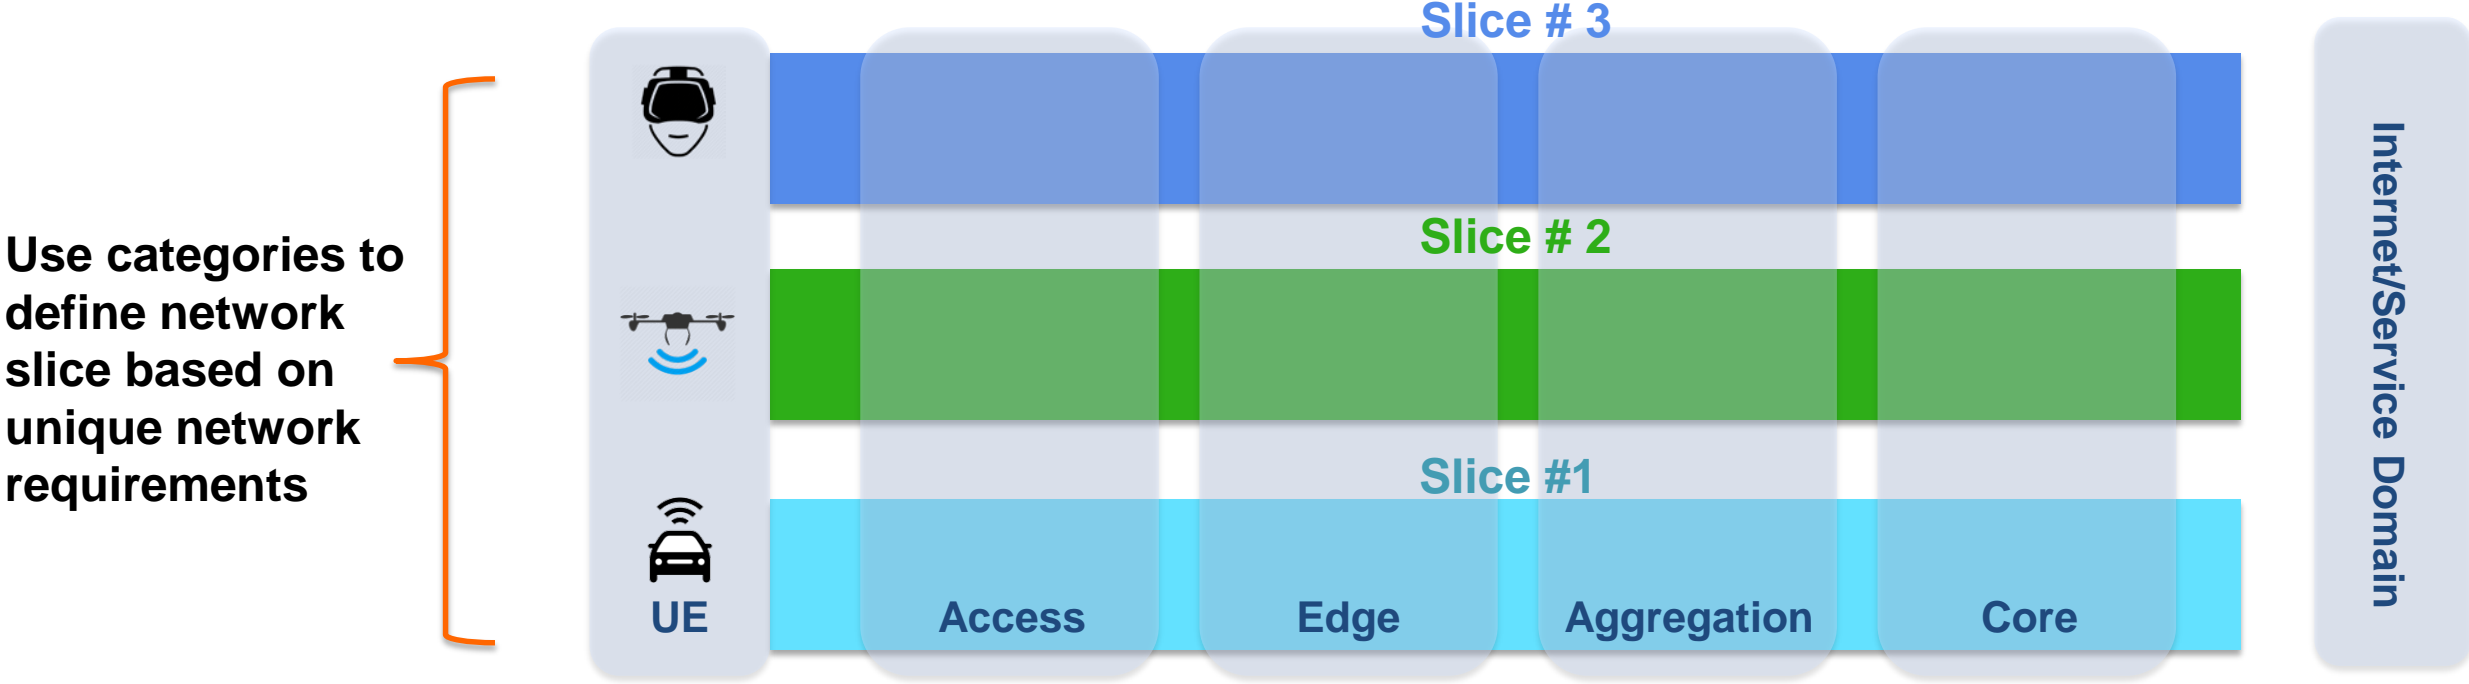 Use categories to
define network
slice based on
unique network
requirements
Slice # 3
Slice # 2
Slice #1
UE
Access
Edge
Aggregation
Core
Internet/Service Domain